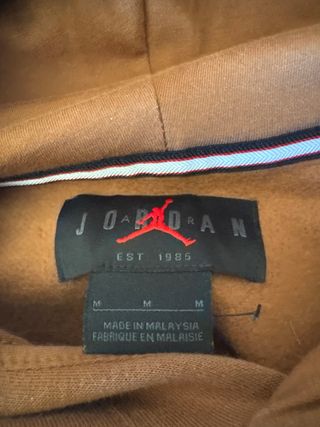 JORDAN
AIR
EST 1985
M M M
MADE IN MALAYSIA
FABRIQUE EN MALAISIE